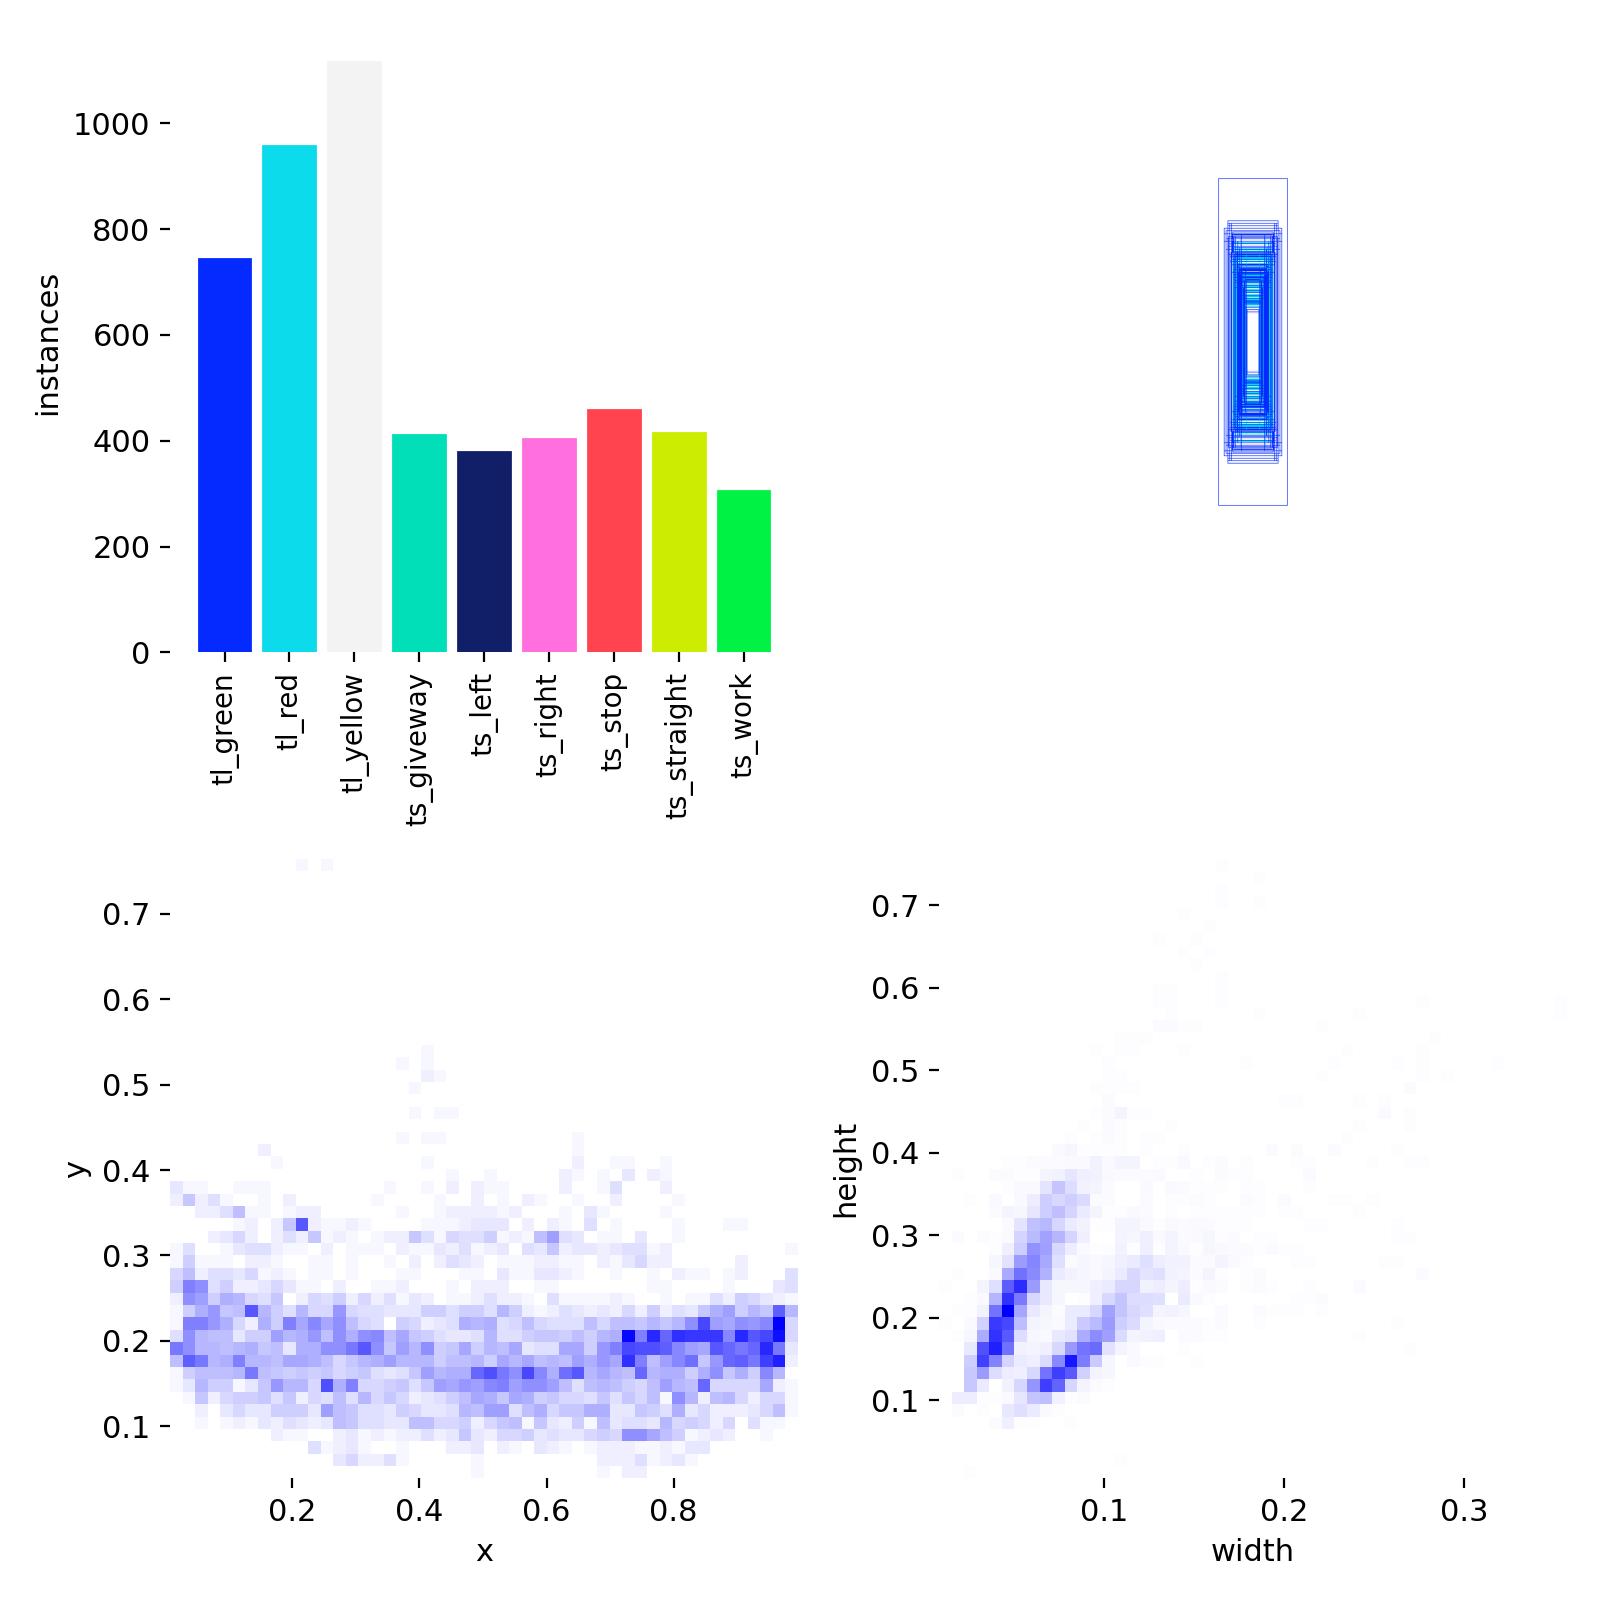 instances
1000
800
600
400
200
0
tl_green
tl_red
tl_yellow
ts_giveway
ts_left
ts_right
ts_stop
ts_straight
ts_work
y
0.7
0.6
0.5
0.4
0.3
0.2
0.1
0.2
0.4
0.6
0.8
x
height
0.7
0.6
0.5
0.4
0.3
0.2
0.1
0.1
0.2
0.3
width